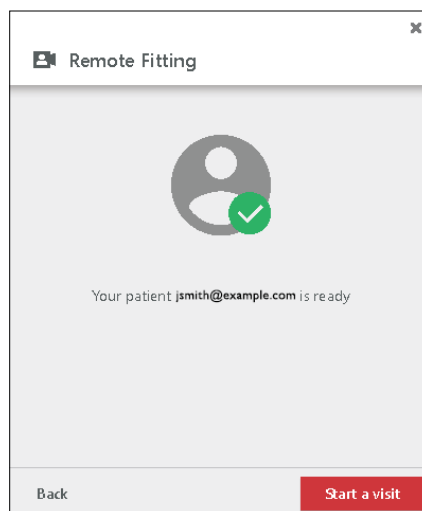 Remote Fitting
Your patient jsmith@example.com is ready
Back
Start a visit